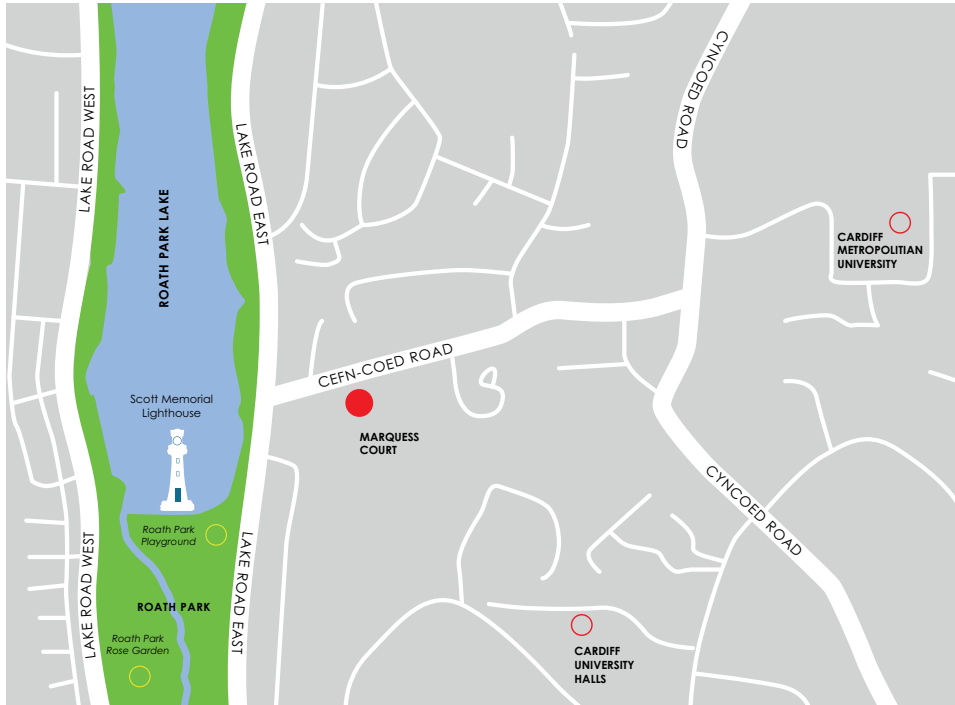 CYNCOED ROAD
LAKE ROAD WEST
LAKE ROAD EAST
ROATH PARK LAKE
CARDIFF
METROPOLITIAN
UNIVERSITY
CEFN-COED ROAD
Scott Memorial
Lighthouse
MARQUESS
COURT
CYNCOED ROAD
Roath Park
Playground
LAKE ROAD WEST
LAKE ROAD EAST
ROATH PARK
Roath Park
Rose Garden
CARDIFF
UNIVERSITY
HALLS